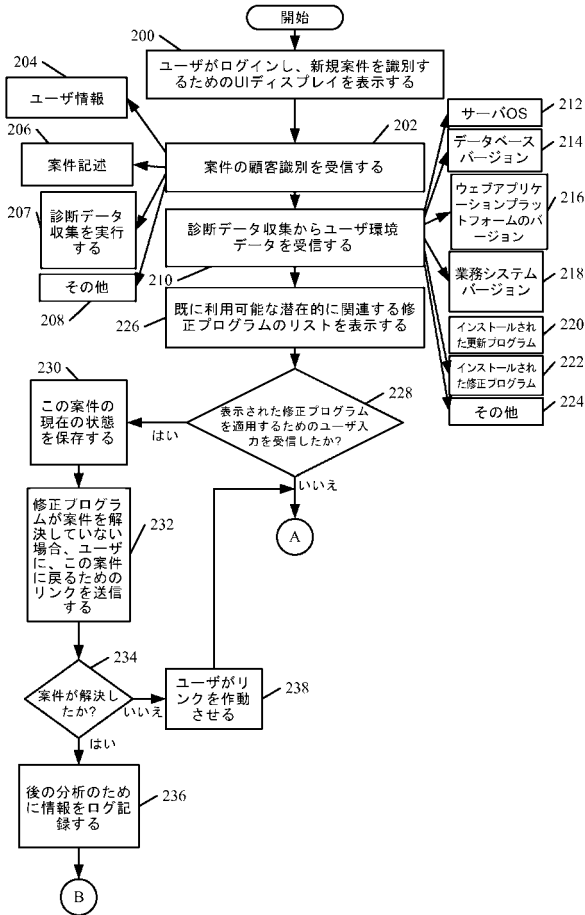 開始
200
ユーザがログインし、新規案件を識別す
るためのUIディスプレイを表示する
204
ユーザ情報
202
案件の顧客識別を受信する
206
案件記述
207
診断データ
収集を実行
する
その他
208
診断データ収集からユーザ環境
データを受信する
210
サーバOS
212
データベース
バージョン
214
ウェブアプリケー
ションプラッ
トフォームのバ
ージョン
216
業務システム
バージョン
218
インストールされ
た更新プログラム
220
インストールされ
た修正プログラム
222
その他
224
226
既に利用可能な潜在的に関連する修
正プログラムのリストを表示する
228
表示された修正プログラム
を適用するためのユーザ入
力を受信したか?
はい
いいえ
A
230
この案件の
現在の状態
を保存する
232
修正プログラ
ムが案件を解
決していない
場合、ユーザ
に、この案件
に戻るための
リンクを送信
する
234
案件が解決し
たか?
いいえ
はい
ユーザがリ
ンクを作動
させる
238
後の分析のため
に情報をログ記
録する
236
B